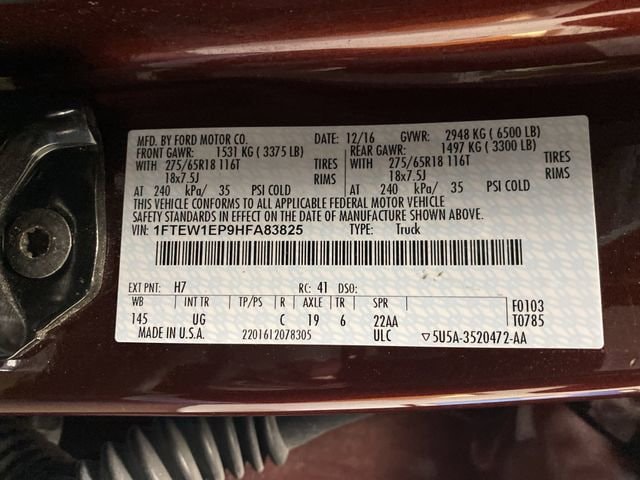 MFD. BY FORD MOTOR CO. DATE: 12/16 GVWR: 2948 KG ( 6500 LB)
FRONT GAWR: 1531 KG ( 3375 LB) REAR GAWR: 1497 KG ( 3300 LB)
WITH 275/65R18 116T TIRES WITH 275/65R18 116T TIRES
18x7.5J RIMS 18x7.5J RIMS
AT 240 kPa/ 35 PSI COLD AT 240 kPa/ 35 PSI COLD
THIS VEHICLE CONFORMS TO ALL APPLICABLE FEDERAL MOTOR VEHICLE
SAFETY STANDARDS IN EFFECT ON THE DATE OF MANUFACTURE SHOWN ABOVE.
VIN: 1FTEW1EP9HFA83825 TYPE: Truck
EXT PNT: H7 RC: 41 DSO:
WB INT TR TP/PS R AXLE TR SPR F0103
145 UG C 19 6 22AA T0785
MADE IN U.S.A. 2201612078305 ULC ▽5U5A-3520472-AA